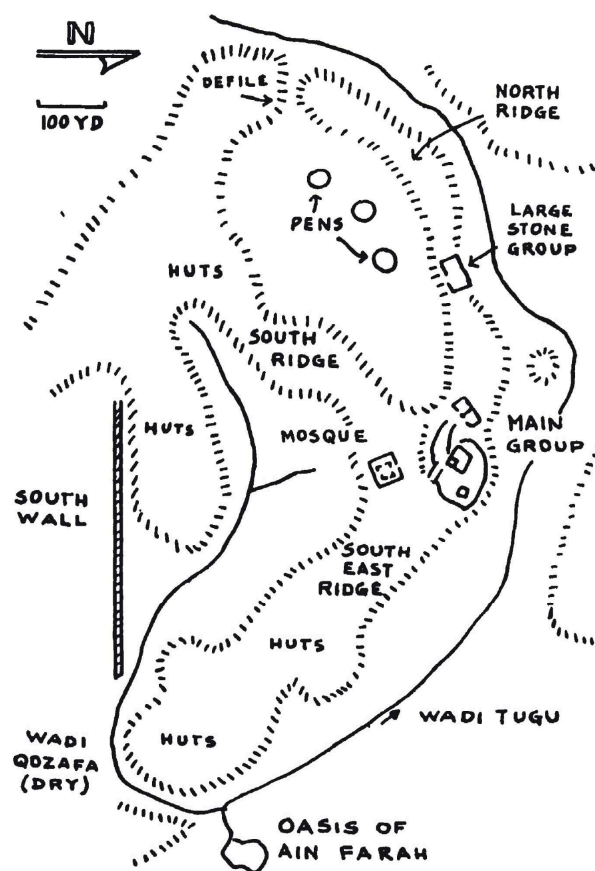 N
100 YD
DEFILE
NORTH
RIDGE
PENS
LARGE
STONE
GROUP
HUTS
SOUTH
RIDGE
HUTS
MOSQUE
MAIN
GROUP
SOUTH
WALL
SOUTH
EAST
RIDGE
HUTS
HUTS
WADI TUGU
WADI
QOZAFA
(DRY)
OASIS OF
AIN FARAH